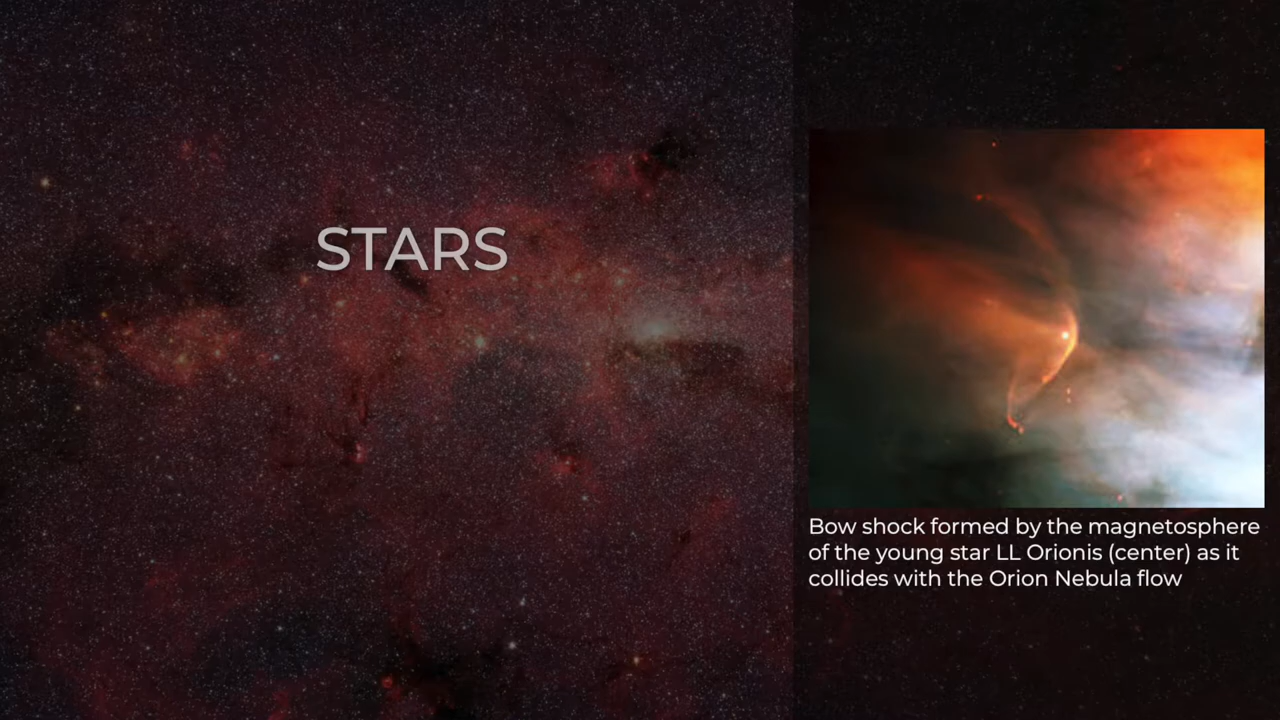 STARS
Bow shock formed by the magnetosphere
of the young star LL Orionis (center) as it
collides with the Orion Nebula flow